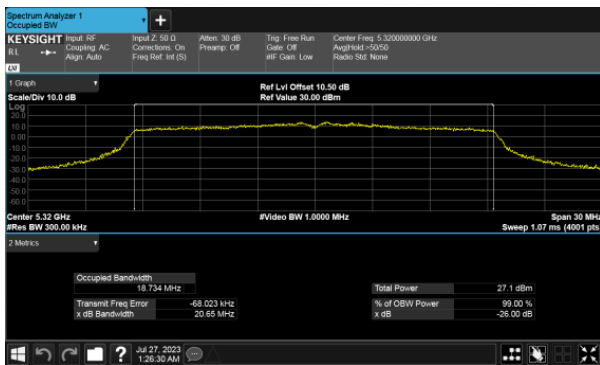 Spectrum Analyzer 1
Occupied BW
KEYSIGHT Input: RF Input Z: 50 Ω Atten: 30 dB Trig: Free Run Center Freq: 5.320000000 GHz
R L Coupling: AC Corrections: On Preamp: Off Gate: Off Avg|Hold:>50/50
Align: Auto Freq Ref: Int (S) #IF Gain: Low Radio Std: None
LXI
1 Graph
Ref Lvl Offset 10.50 dB
Scale/Div 10.0 dB Ref Value 30.00 dBm
Log
20.0
10.0
0.00
-10.0
-20.0
-30.0
-40.0
-50.0
-60.0
Center 5.32 GHz #Video BW 1.0000 MHz Span 30 MHz
#Res BW 300.00 kHz Sweep 1.07 ms (4001 pts
2 Metrics
Occupied Bandwidth
18.734 MHz Total Power 27.1 dBm
Transmit Freq Error -68.023 kHz % of OBW Power 99.00 %
x dB Bandwidth 20.65 MHz x dB -26.00 dB
? Jul 27, 2023
1:26:30 AM